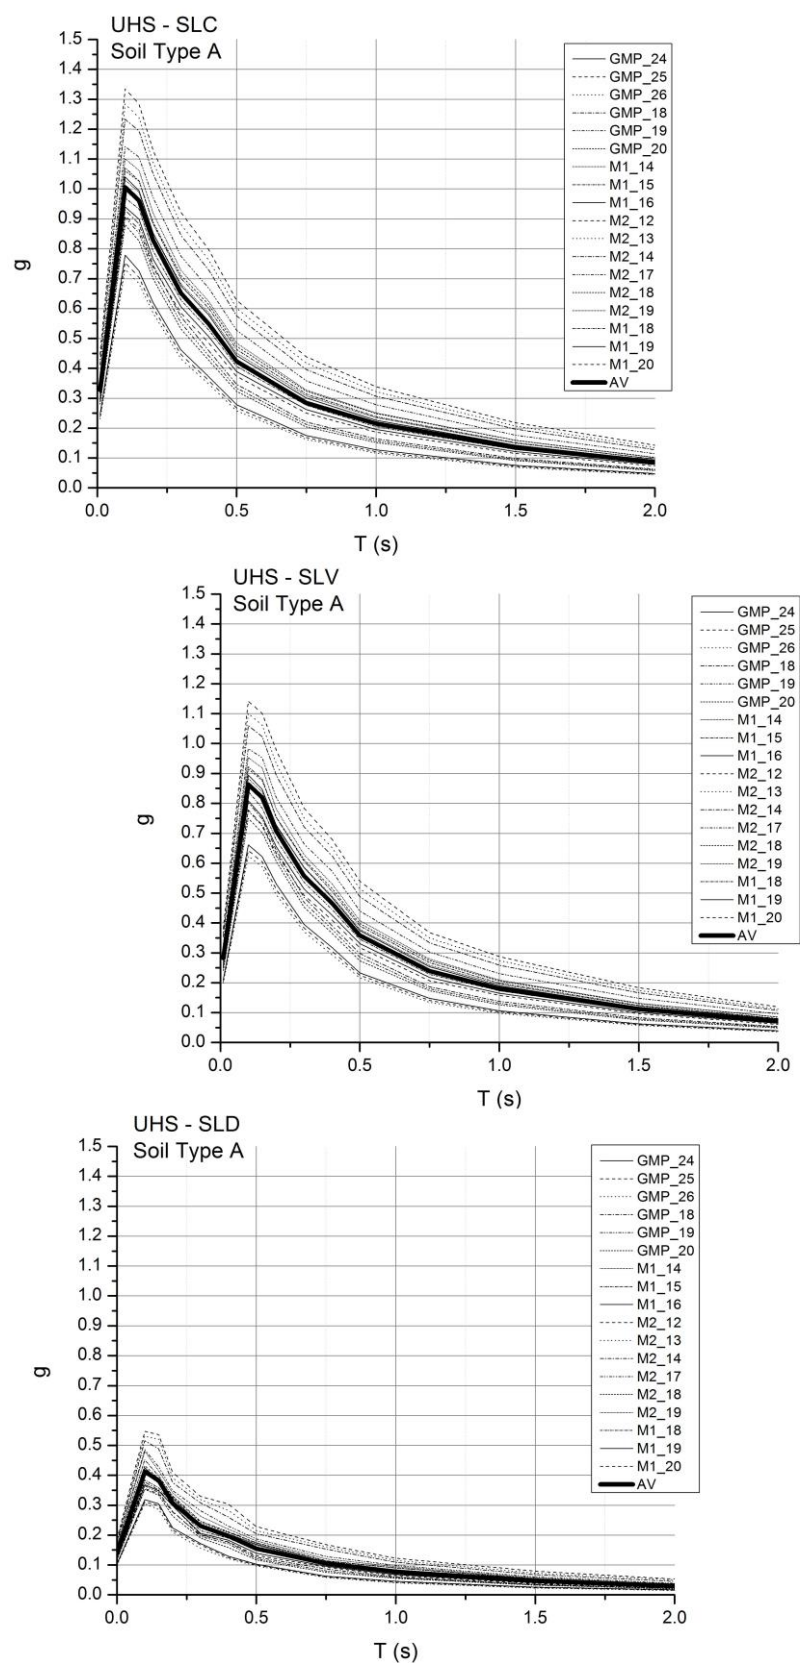 UHS - SLC
Soil Type A
1.5
1.4
1.3
1.2
1.1
1.0
0.9
0.8
0.7
0.6
0.5
0.4
0.3
0.2
0.1
0.0
g
GMP_24
GMP_25
GMP_26
GMP_18
GMP_19
GMP_20
M1_14
M1_15
M1_16
M2_12
M2_13
M2_14
M2_17
M2_18
M2_19
M1_18
M1_19
M1_20
AV
0.0 0.5 1.0 1.5 2.0
T (s)
UHS - SLV
Soil Type A
1.5
1.4
1.3
1.2
1.1
1.0
0.9
0.8
0.7
0.6
0.5
0.4
0.3
0.2
0.1
0.0
g
GMP_24
GMP_25
GMP_26
GMP_18
GMP_19
GMP_20
M1_14
M1_15
M1_16
M2_12
M2_13
M2_14
M2_17
M2_18
M2_19
M1_18
M1_19
M1_20
AV
0.0 0.5 1.0 1.5 2.0
T (s)
UHS - SLD
Soil Type A
1.5
1.4
1.3
1.2
1.1
1.0
0.9
0.8
0.7
0.6
0.5
0.4
0.3
0.2
0.1
0.0
g
GMP_24
GMP_25
GMP_26
GMP_18
GMP_19
GMP_20
M1_14
M1_15
M1_16
M2_12
M2_13
M2_14
M2_17
M2_18
M2_19
M1_18
M1_19
M1_20
AV
0.0 0.5 1.0 1.5 2.0
T (s)